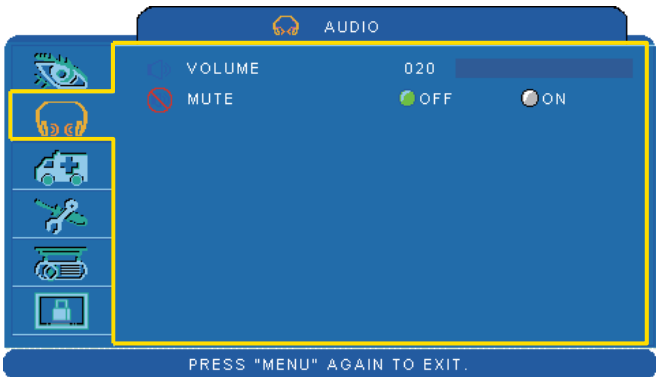 AUDIO
VOLUME 020
MUTE OFF ON
PRESS "MENU" AGAIN TO EXIT.